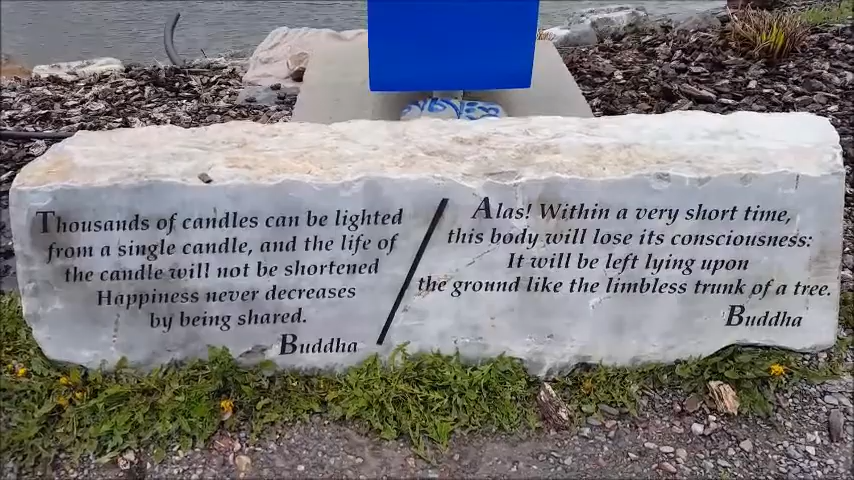 Thousands of candles can be lighted
from a single candle, and the life of
the candle will not be shortened
Happiness never decreases
by being shared.
Buddha
Alas! Within a very short time,
this body will lose its consciousness:
it will be left lying upon
the ground like the limbless trunk of a tree.
Buddha